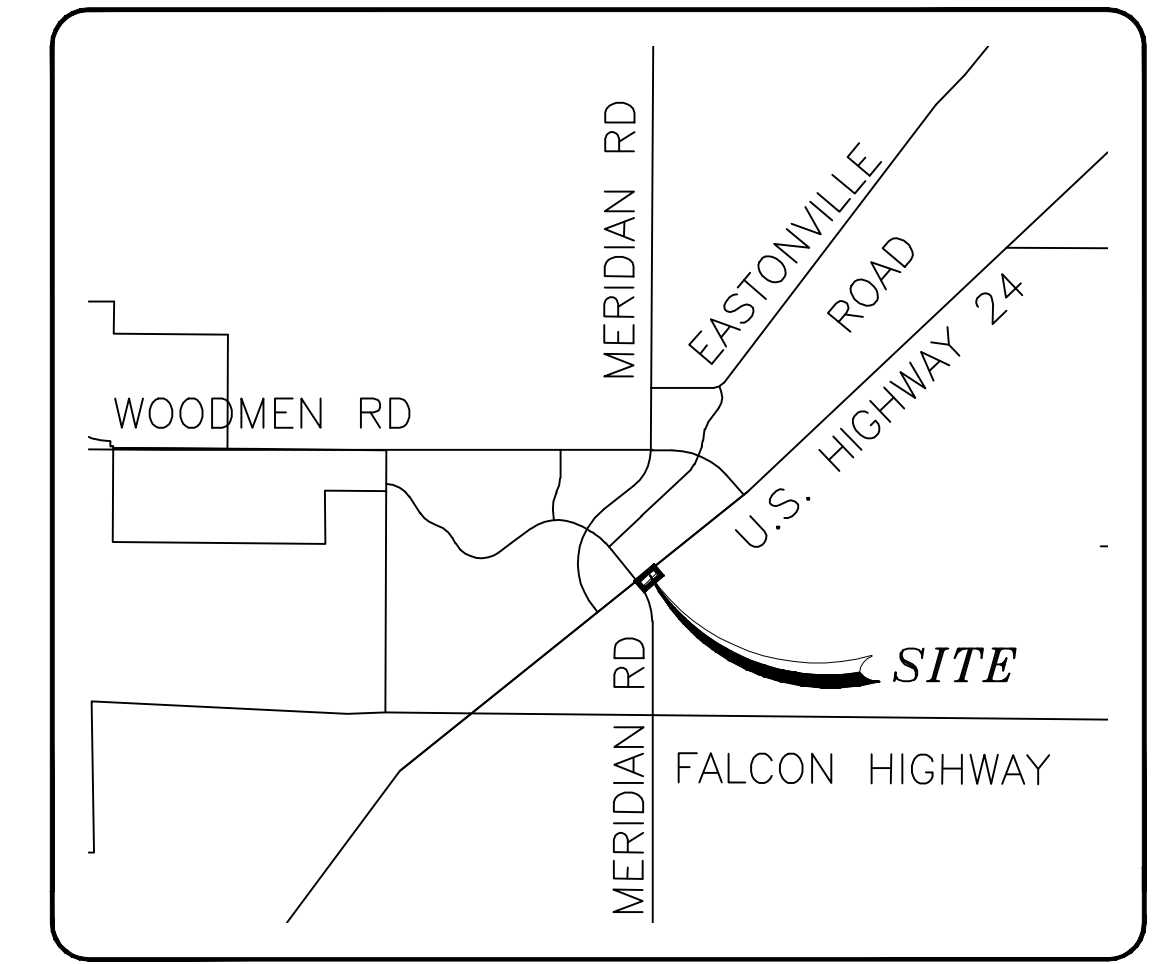 MERIDIAN RD
EASTONVILLE
ROAD
U.S. HIGHWAY 24
WOODMEN RD
SITE
MERIDIAN RD
FALCON HIGHWAY